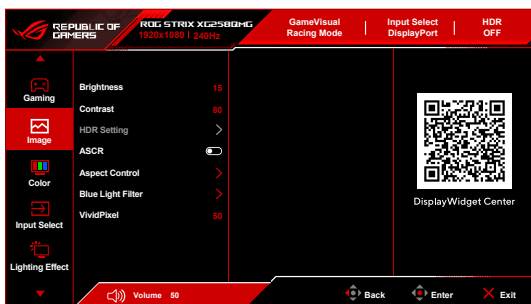 REPUBLIC OF
GAMERS
ROG STRIX XG258QMG
1920x1080 | 240Hz
GameVisual
Racing Mode
Input Select
DisplayPort
HDR
OFF
Gaming
Image
Color
Input Select
Lighting Effect
Brightness 15
Contrast 80
HDR Setting
ASCR
Aspect Control
Blue Light Filter
VividPixel 50
DisplayWidget Center
Volume 50
Back
Enter
Exit